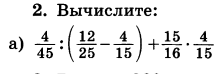 2. Вычислите:
а) 4/45 : (12/25 − 4/15) + 15/16 · 4/15